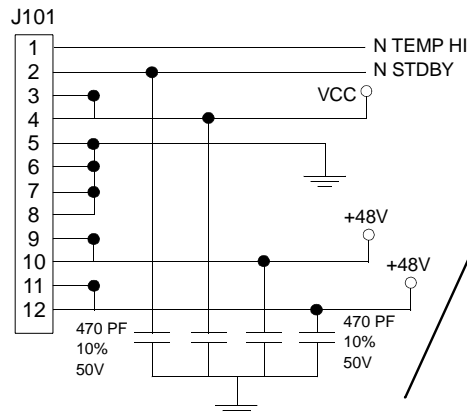 J101
1 N TEMP HI
2 N STDBY
3 VCC
4
5
6
7
8
9 +48V
10
11 +48V
12
470 PF 470 PF
10% 10%
50V 50V